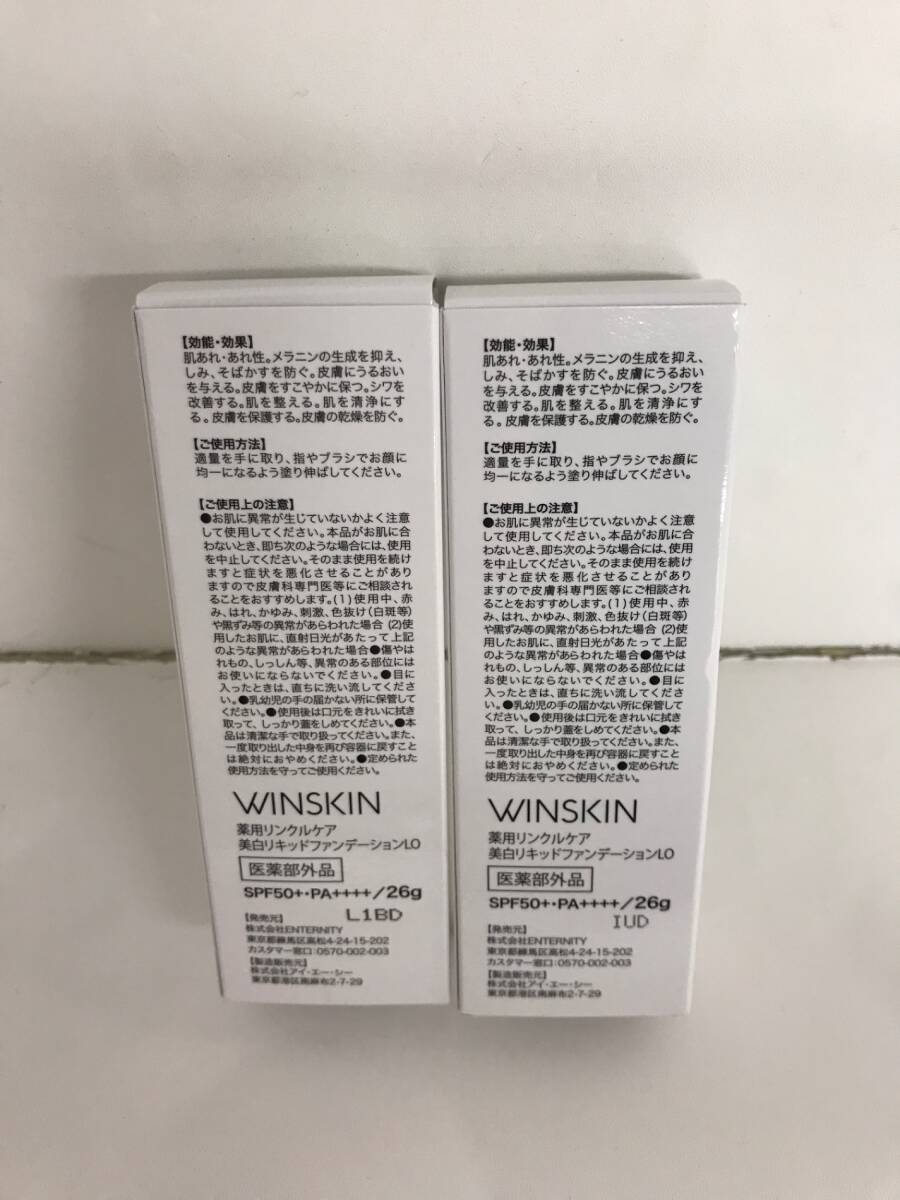 【効能・効果】
肌あれ・あれ性。メラニンの生成を抑え、
しみ、そばかすを防ぐ。皮膚にうるおい
を与える。皮膚をすこやかに保つ。シワを
改善する。肌を整える。肌を清浄にす
る。皮膚を保護する。皮膚の乾燥を防ぐ。
【ご使用方法】
適量を手に取り、指やブラシでお顔に
均一になるよう塗り伸ばしてください。
【ご使用上の注意】
●お肌に異常が生じていないかよく注意
して使用してください。本品がお肌に合
わないとき、即ち次のような場合には、使用
を中止してください。そのまま使用を続け
ますと症状を悪化させることがあり
ますので皮膚科専門医等にご相談され
ることをおすすめします。(1)使用中、赤
み、はれ、かゆみ、刺激、色抜け(白斑等)
や黒ずみ等の異常があらわれた場合 (2)使
用したお肌に、直射日光があたって上記
のような異常があらわれた場合●傷やは
れもの、しっしん等、異常のある部位には
お使いにならないでください。●目に
入ったときは、直ちに洗い流してくださ
い。●乳幼児の手の届かない所に保管して
ください。●使用後は口元をきれいに拭き
取って、しっかり蓋をしめてください。●本
品は清潔な手で取り扱ってください。また、
一度取り出した中身を再び容器に戻すこと
は絶対におやめください。●定められた
使用方法を守ってご使用ください。
WINSKIN
薬用リンクルケア
美白リキッドファンデーションLO
医薬部外品
SPF50+・PA++++/26g
L1BD
【発売元】
株式会社ENTERNITY
東京都練馬区高松4-24-15-202
カスタマー窓口:0570-002-003
【製造販売元】
株式会社アイ・エー・シー
東京都港区南麻布2-7-29
【効能・効果】
肌あれ・あれ性。メラニンの生成を抑え、
しみ、そばかすを防ぐ。皮膚にうるおい
を与える。皮膚をすこやかに保つ。シワを
改善する。肌を整える。肌を清浄にす
る。皮膚を保護する。皮膚の乾燥を防ぐ。
【ご使用方法】
適量を手に取り、指やブラシでお顔に
均一になるよう塗り伸ばしてください。
【ご使用上の注意】
●お肌に異常が生じていないかよく注意
して使用してください。本品がお肌に合
わないとき、即ち次のような場合には、使用
を中止してください。そのまま使用を続け
ますと症状を悪化させることがあり
ますので皮膚科専門医等にご相談され
ることをおすすめします。(1)使用中、赤
み、はれ、かゆみ、刺激、色抜け(白斑等)
や黒ずみ等の異常があらわれた場合 (2)使
用したお肌に、直射日光があたって上記
のような異常があらわれた場合●傷やは
れもの、しっしん等、異常のある部位には
お使いにならないでください。●目に
入ったときは、直ちに洗い流してくださ
い。●乳幼児の手の届かない所に保管して
ください。●使用後は口元をきれいに拭き
取って、しっかり蓋をしめてください。●本
品は清潔な手で取り扱ってください。また、
一度取り出した中身を再び容器に戻すこと
は絶対におやめください。●定められた
使用方法を守ってご使用ください。
WINSKIN
薬用リンクルケア
美白リキッドファンデーションLO
医薬部外品
SPF50+・PA++++/26g
IUD
【発売元】
株式会社ENTERNITY
東京都練馬区高松4-24-15-202
カスタマー窓口:0570-002-003
【製造販売元】
株式会社アイ・エー・シー
東京都港区南麻布2-7-29